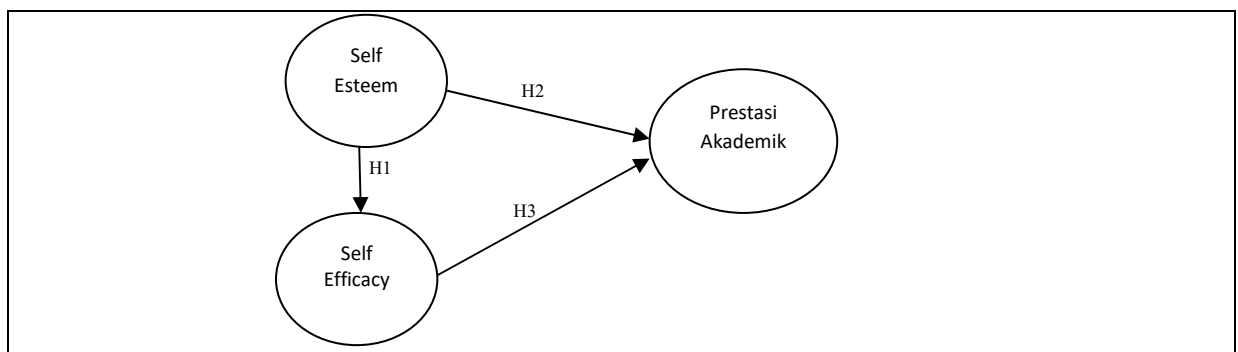 Self
Esteem
H2
Prestasi
Akademik
H1
H3
Self
Efficacy